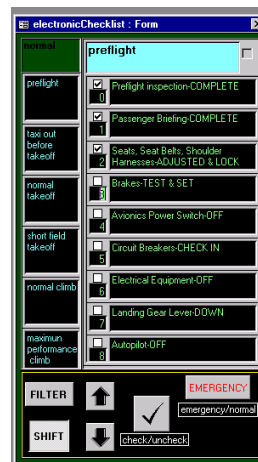 electronicChecklist : Form
normal
preflight
preflight
taxi out
before
takeoff
normal
takeoff
short field
takeoff
normal climb
maximun
performance
climb
Preflight inspection-COMPLETE
0
Passenger Briefing-COMPLETE
1
Seats, Seat Belts, Shoulder
Harnesses-ADJUSTED & LOCK
2
Brakes-TEST & SET
3
Avionics Power Switch-OFF
4
Circuit Breakers-CHECK IN
5
Electrical Equipment-OFF
6
Landing Gear Lever-DOWN
7
Autopilot-OFF
8
FILTER
SHIFT
check/uncheck
EMERGENCY
emergency/normal